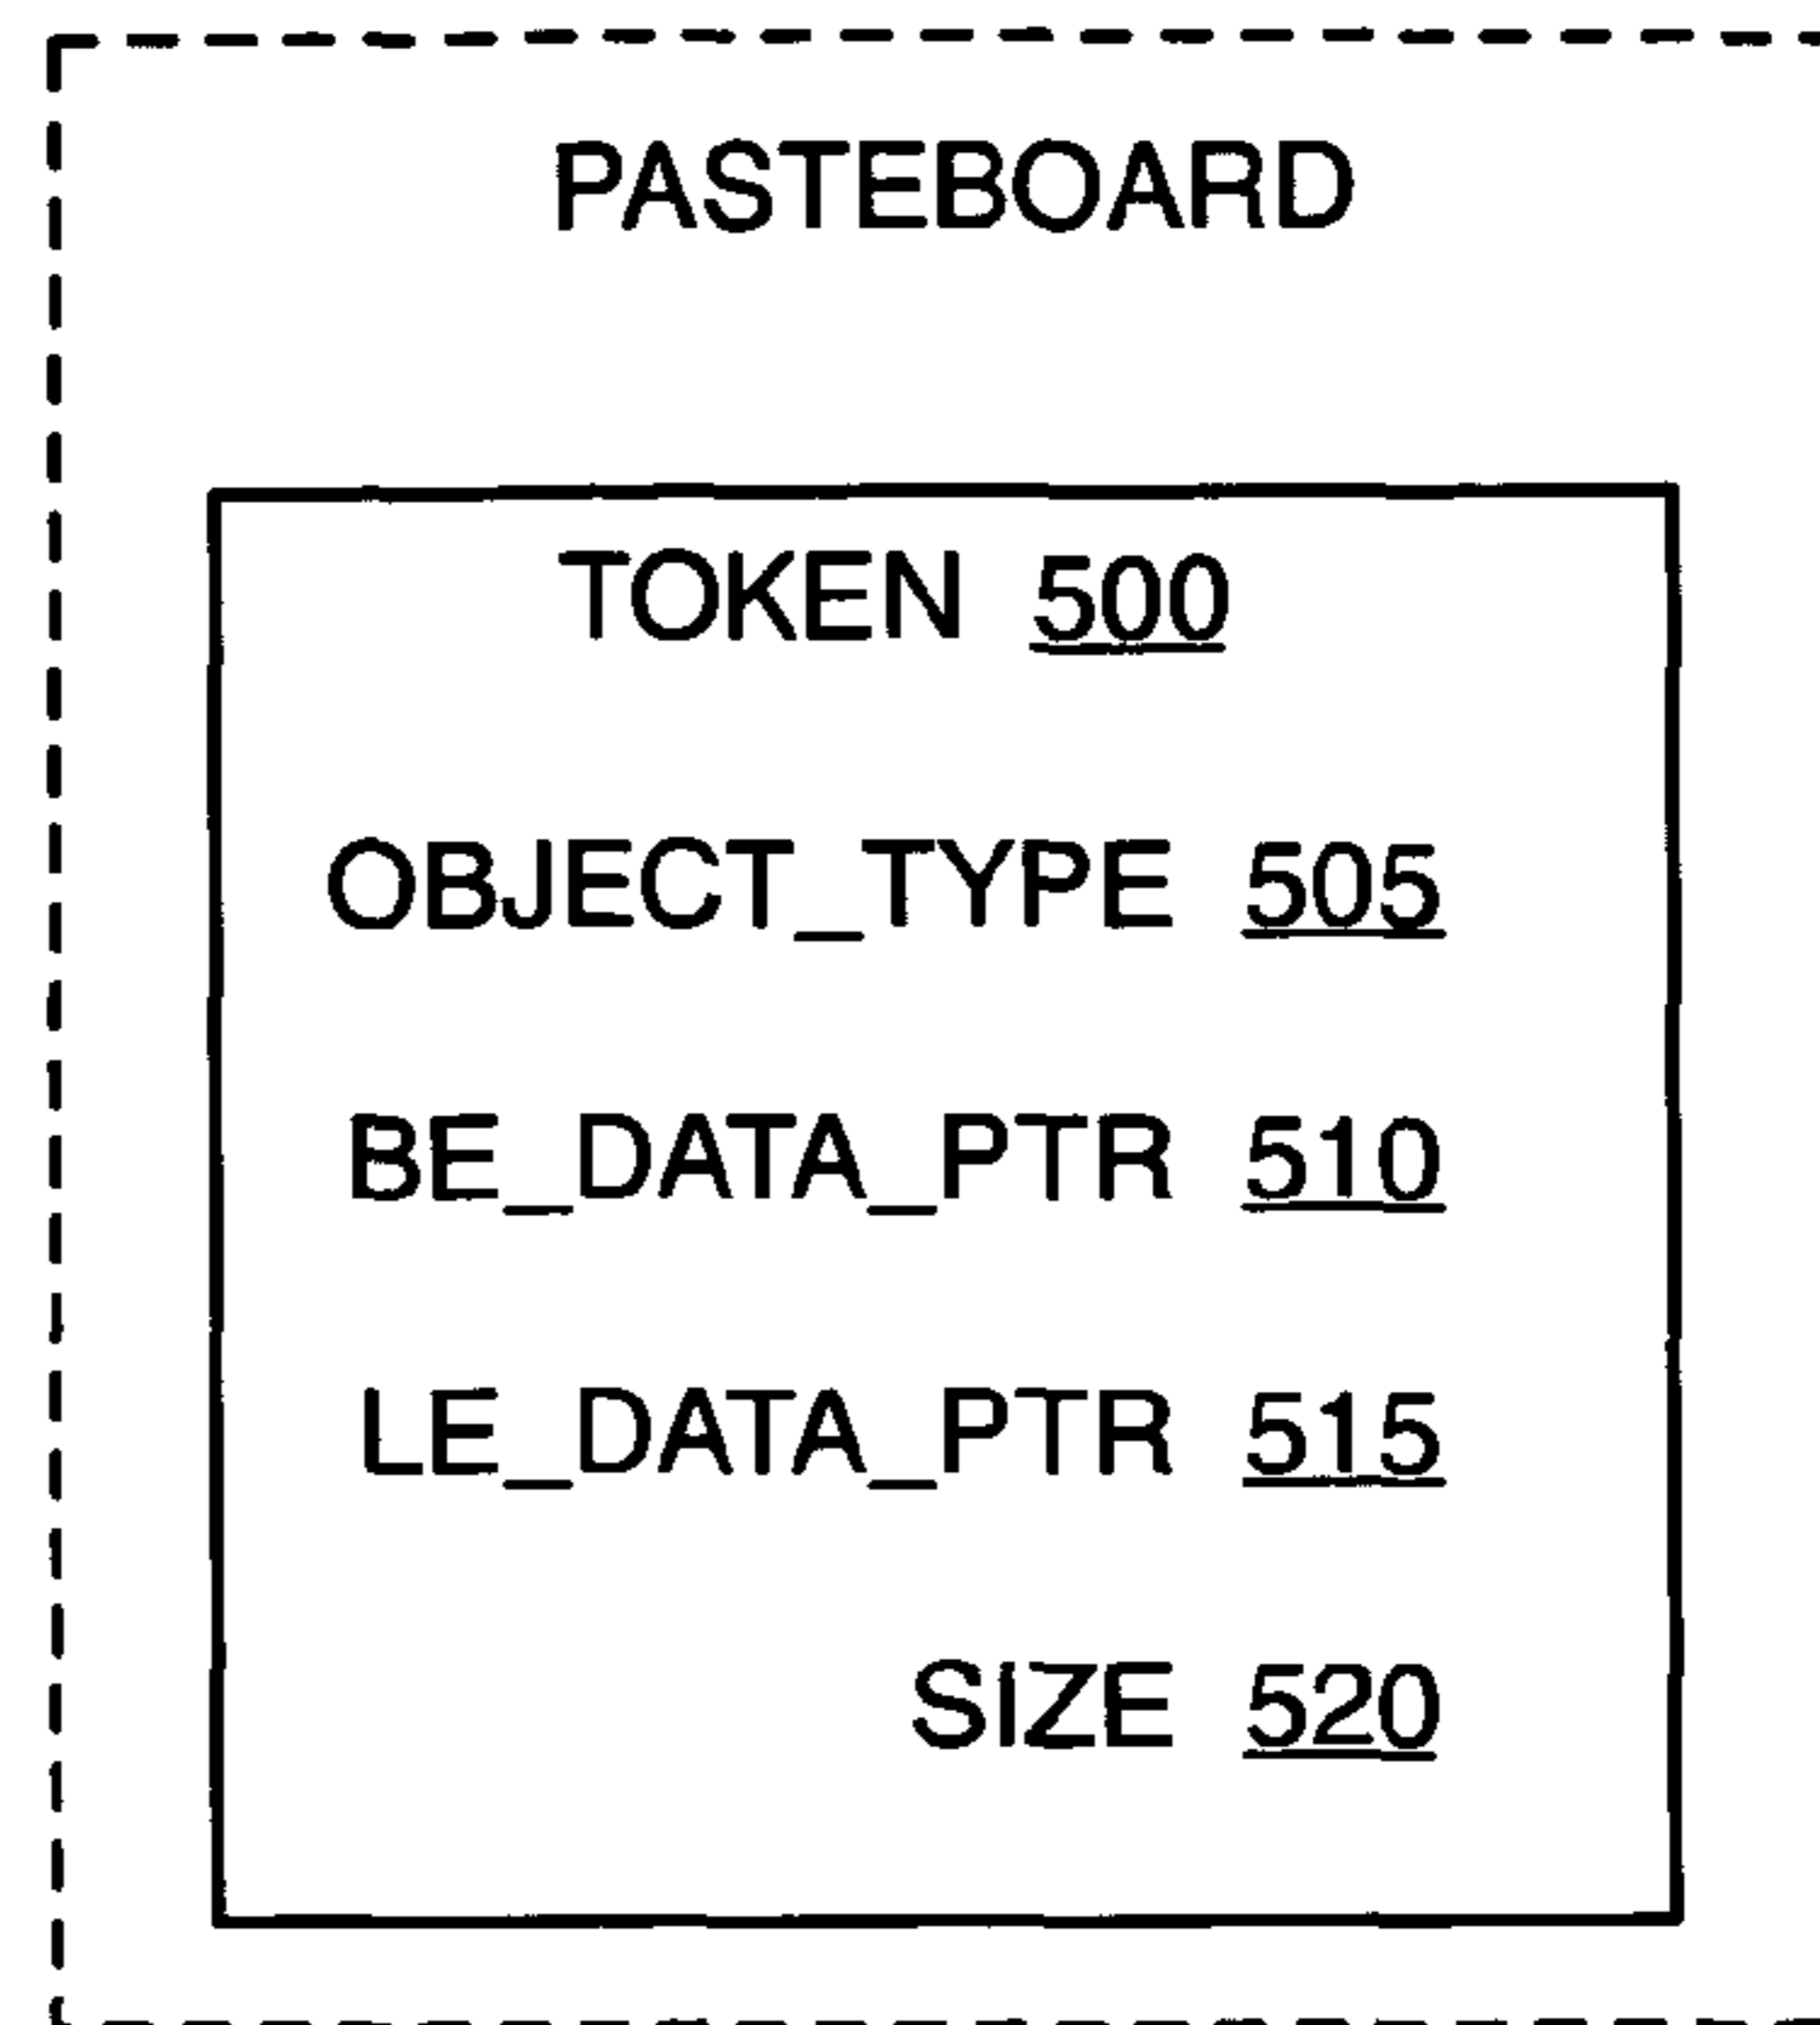 PASTEBOARD
TOKEN 500
OBJECT_TYPE 505
BE_DATA_PTR 510
LE_DATA_PTR 515
SIZE 520